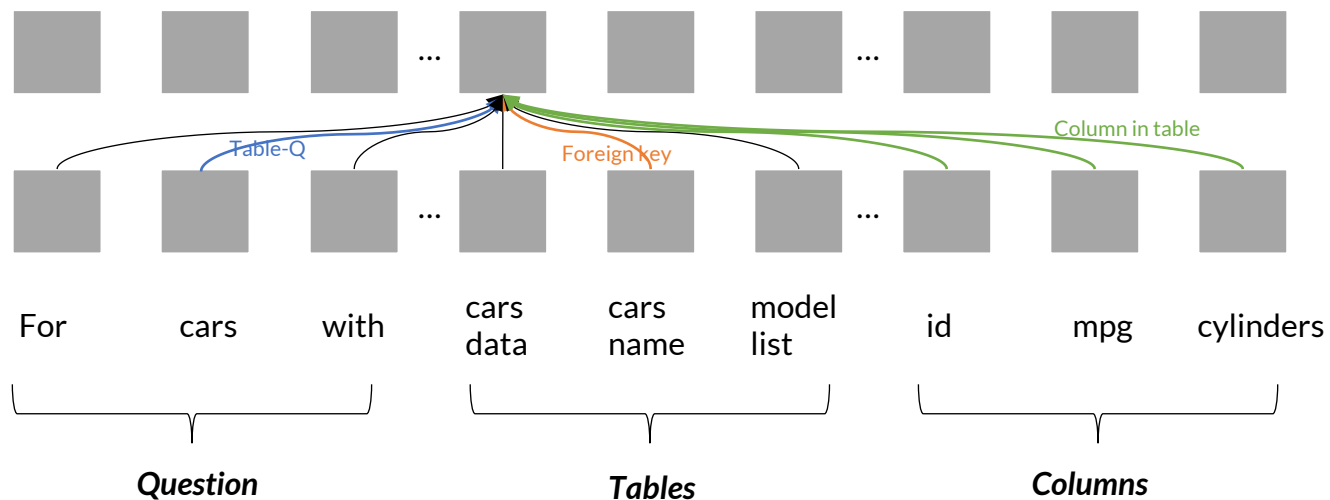 ... ...
Column in table
Table-Q
Foreign key
... ...
For cars with cars data cars name model list id mpg cylinders
Question Tables Columns